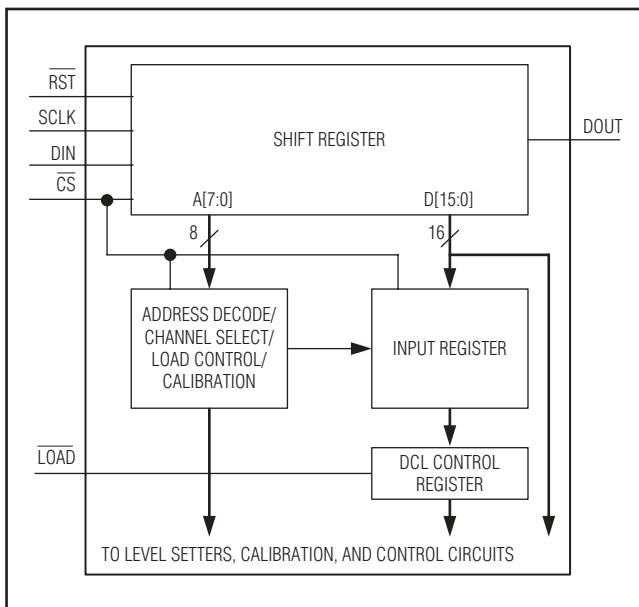 RST
SCLK
DIN
CS
SHIFT REGISTER
DOUT
A[7:0]
D[15:0]
8
16
ADDRESS DECODE/
CHANNEL SELECT/
LOAD CONTROL/
CALIBRATION
INPUT REGISTER
LOAD
DCL CONTROL
REGISTER
TO LEVEL SETTERS, CALIBRATION, AND CONTROL CIRCUITS